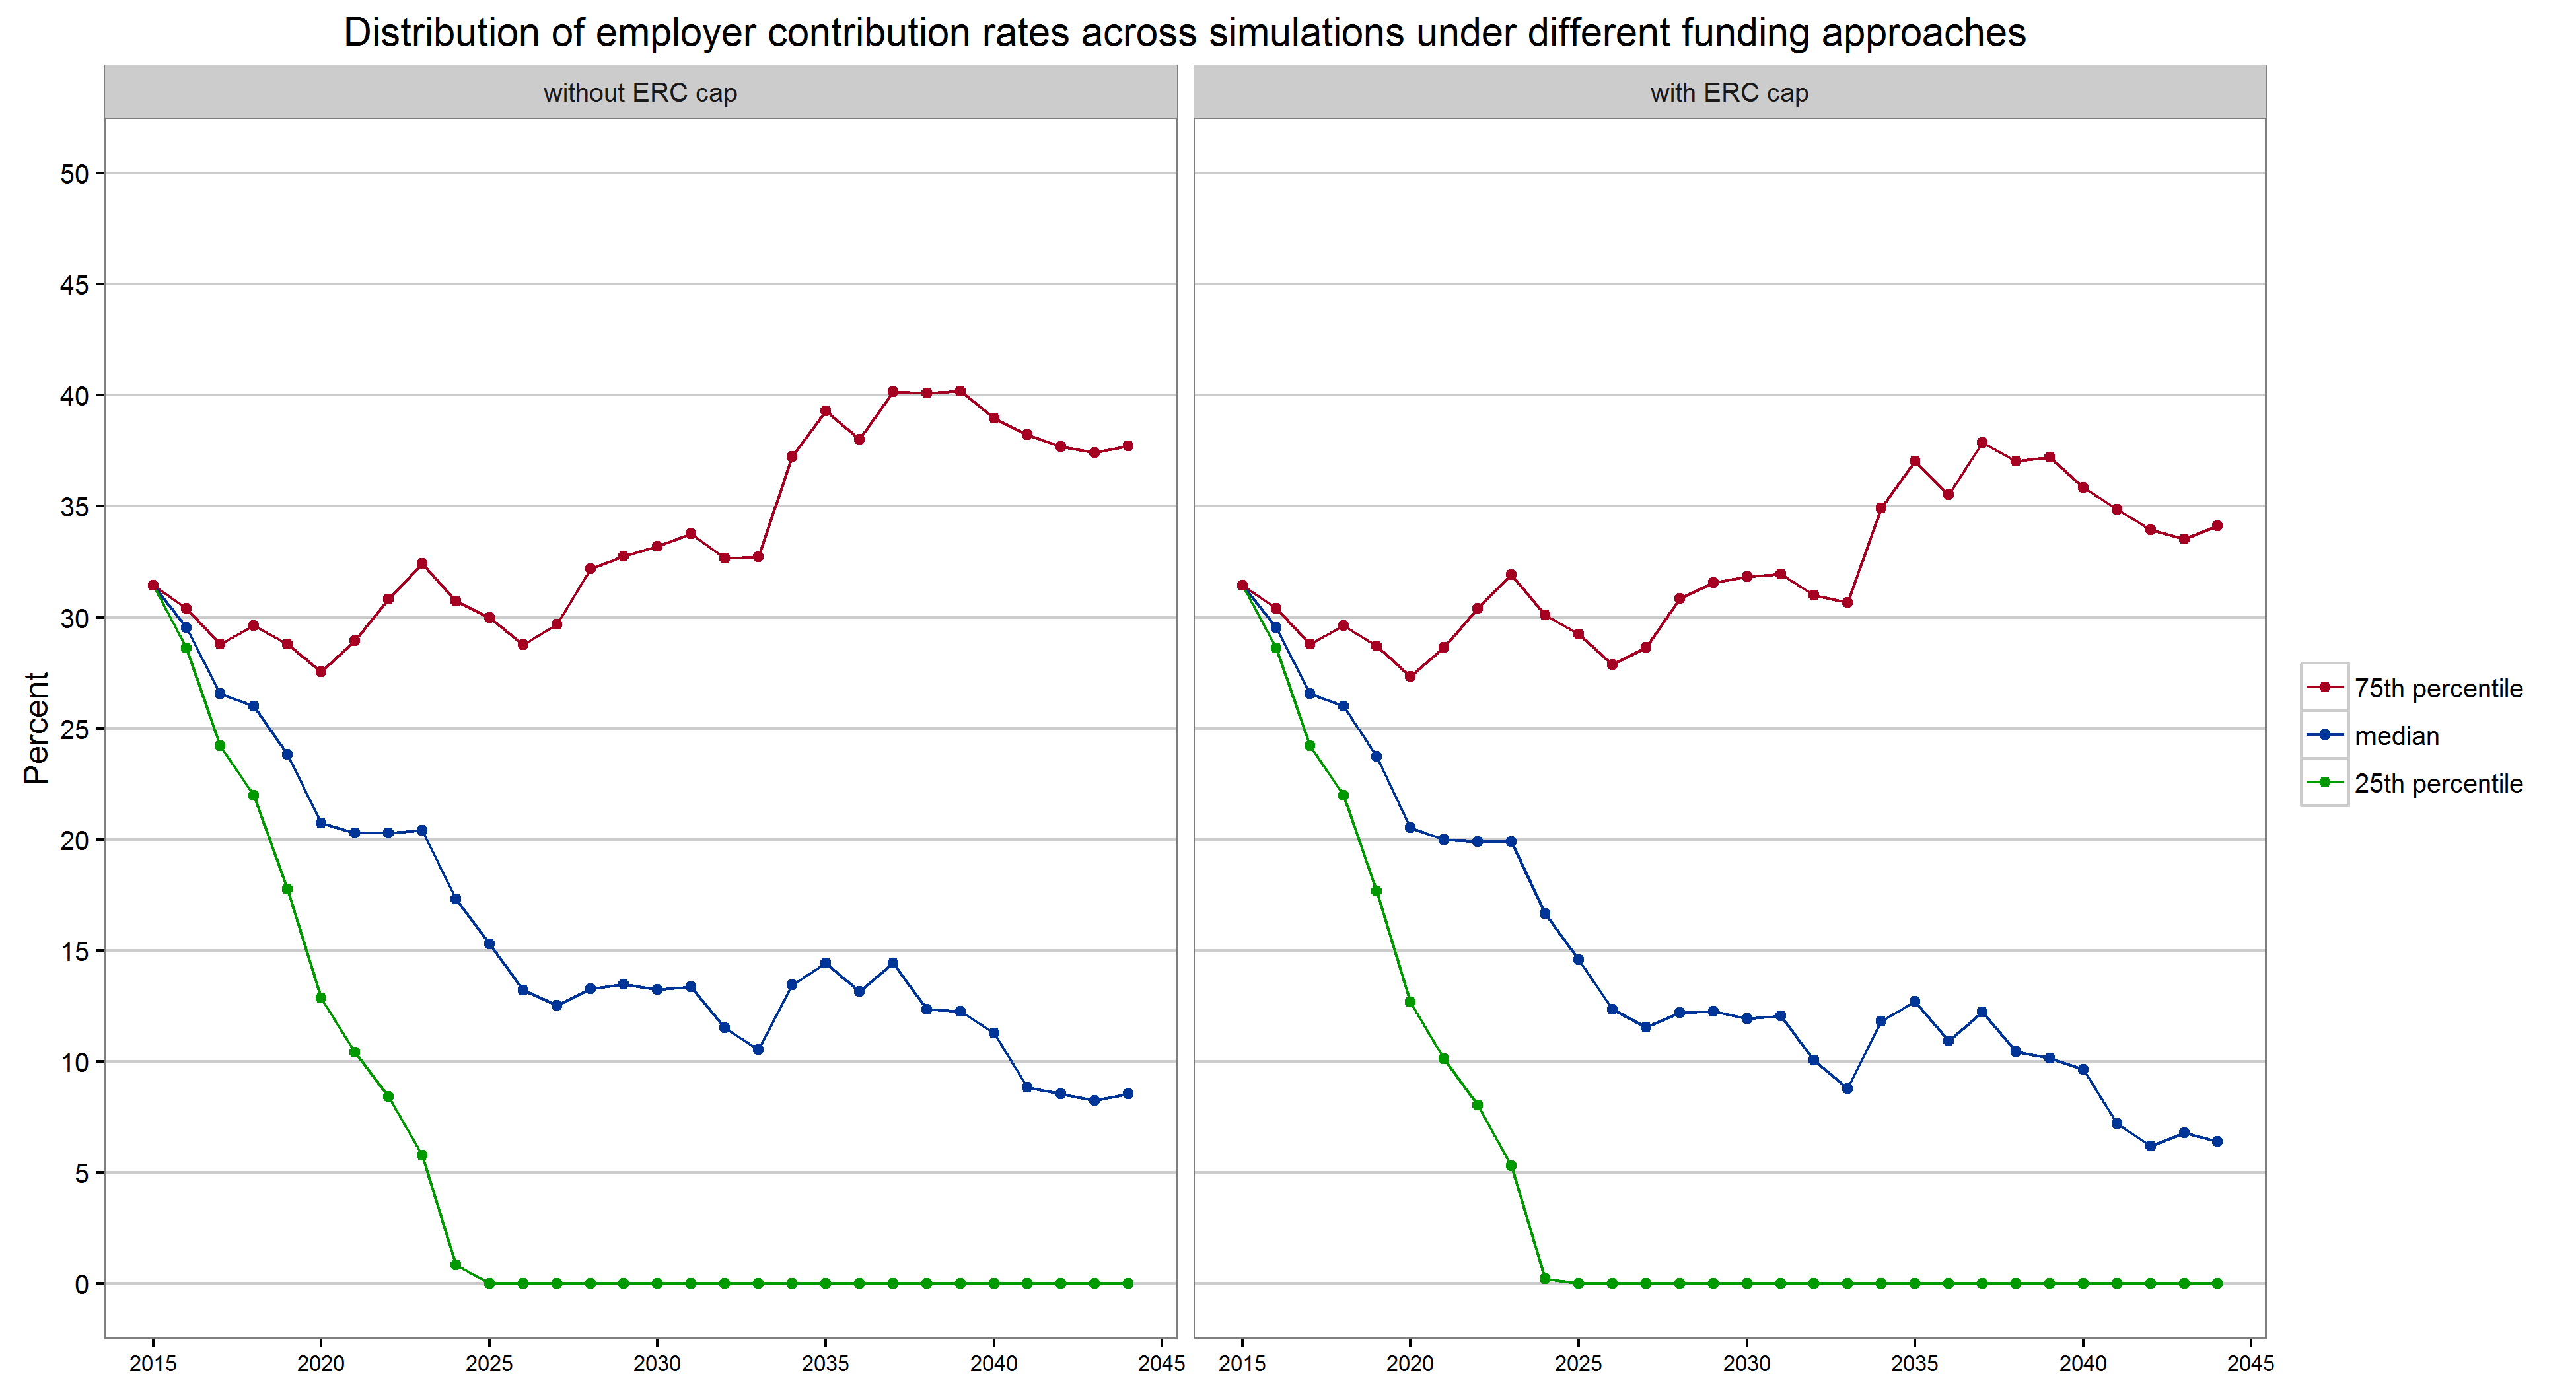 Distribution of employer contribution rates across simulations under different funding approaches
without ERC cap
with ERC cap
Percent
50
45
40
35
30
25
20
15
10
5
0
2015 2020 2025 2030 2035 2040 2045
2015 2020 2025 2030 2035 2040 2045
75th percentile
median
25th percentile